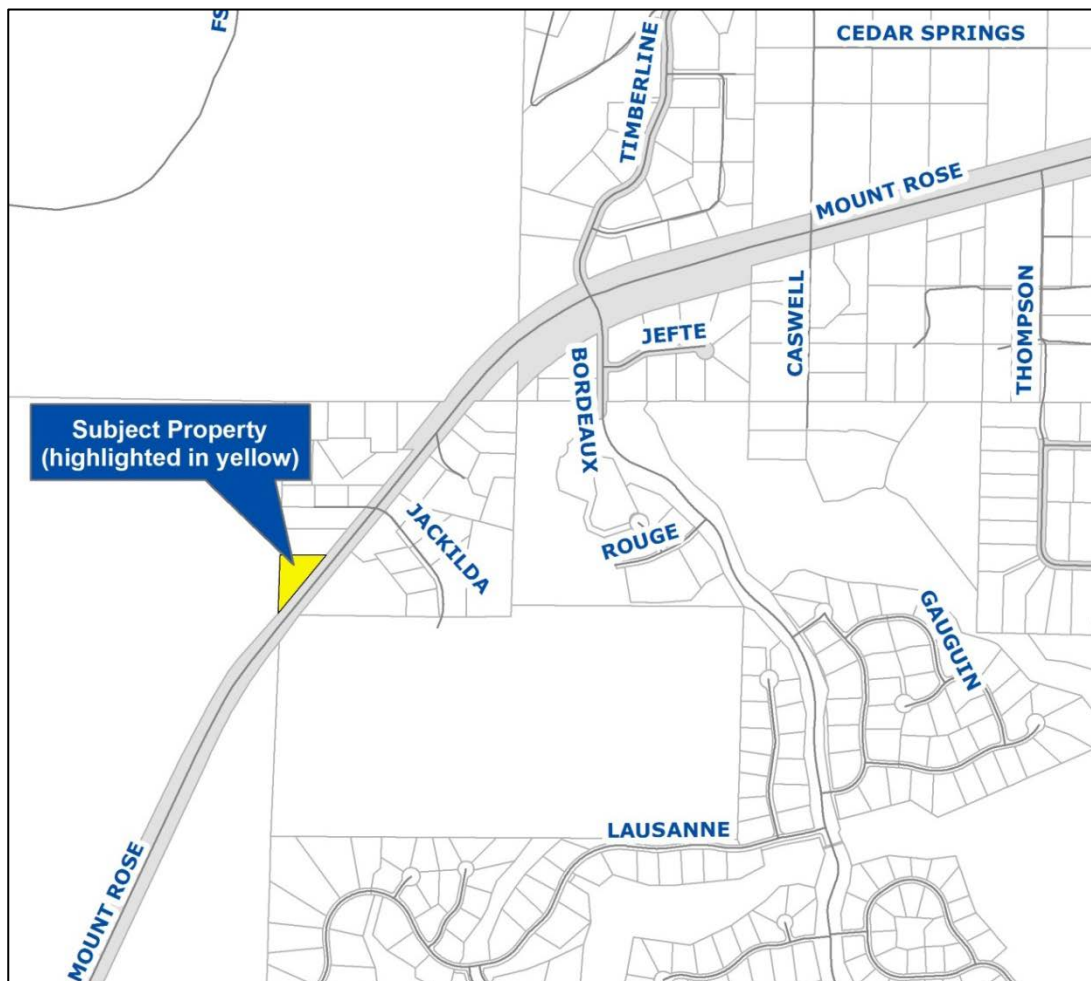 FS
CEDAR SPRINGS
TIMBERLINE
MOUNT ROSE
CASWELL
THOMPSON
JEFTE
BORDEAUX
Subject Property
(highlighted in yellow)
JACKILDA
ROUGE
GAUGUIN
LAUSANNE
MOUNT ROSE